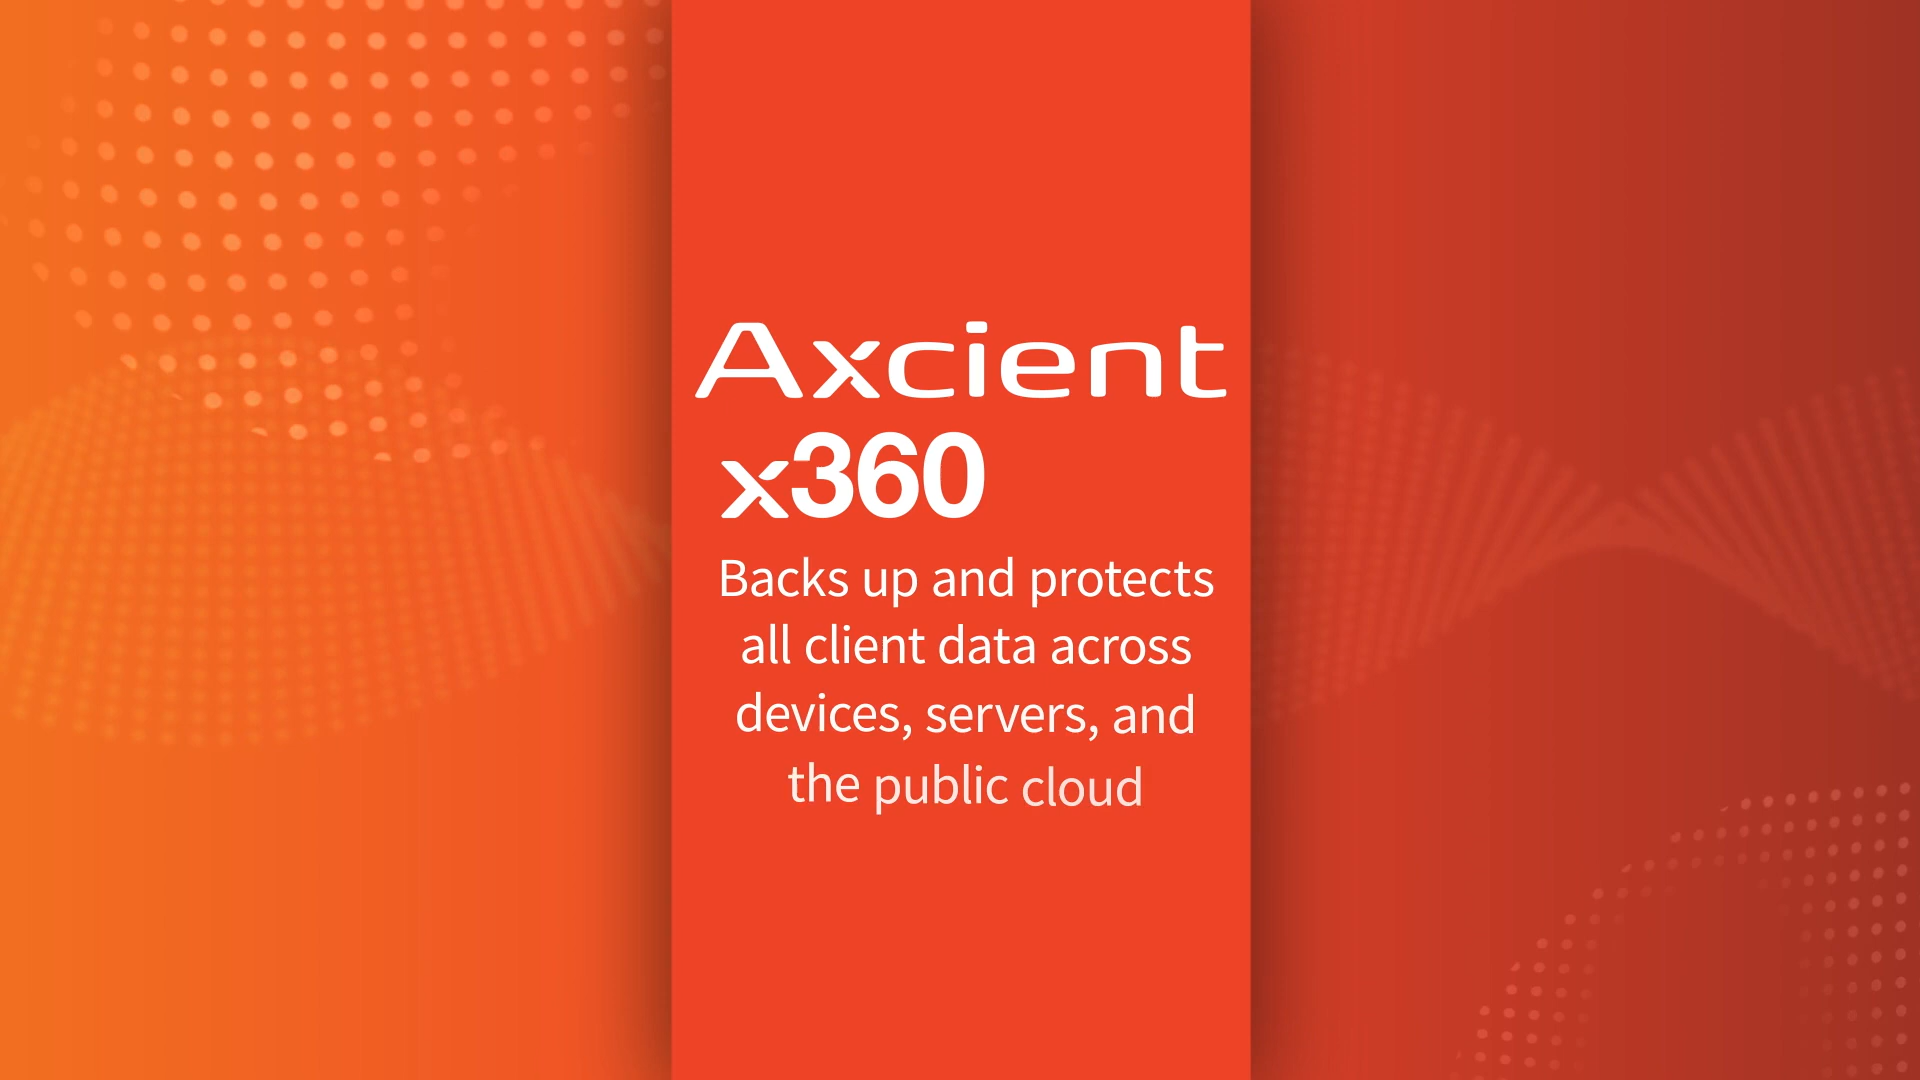 Axcient
x360
Backs up and protects
all client data across
devices, servers, and
the public cloud